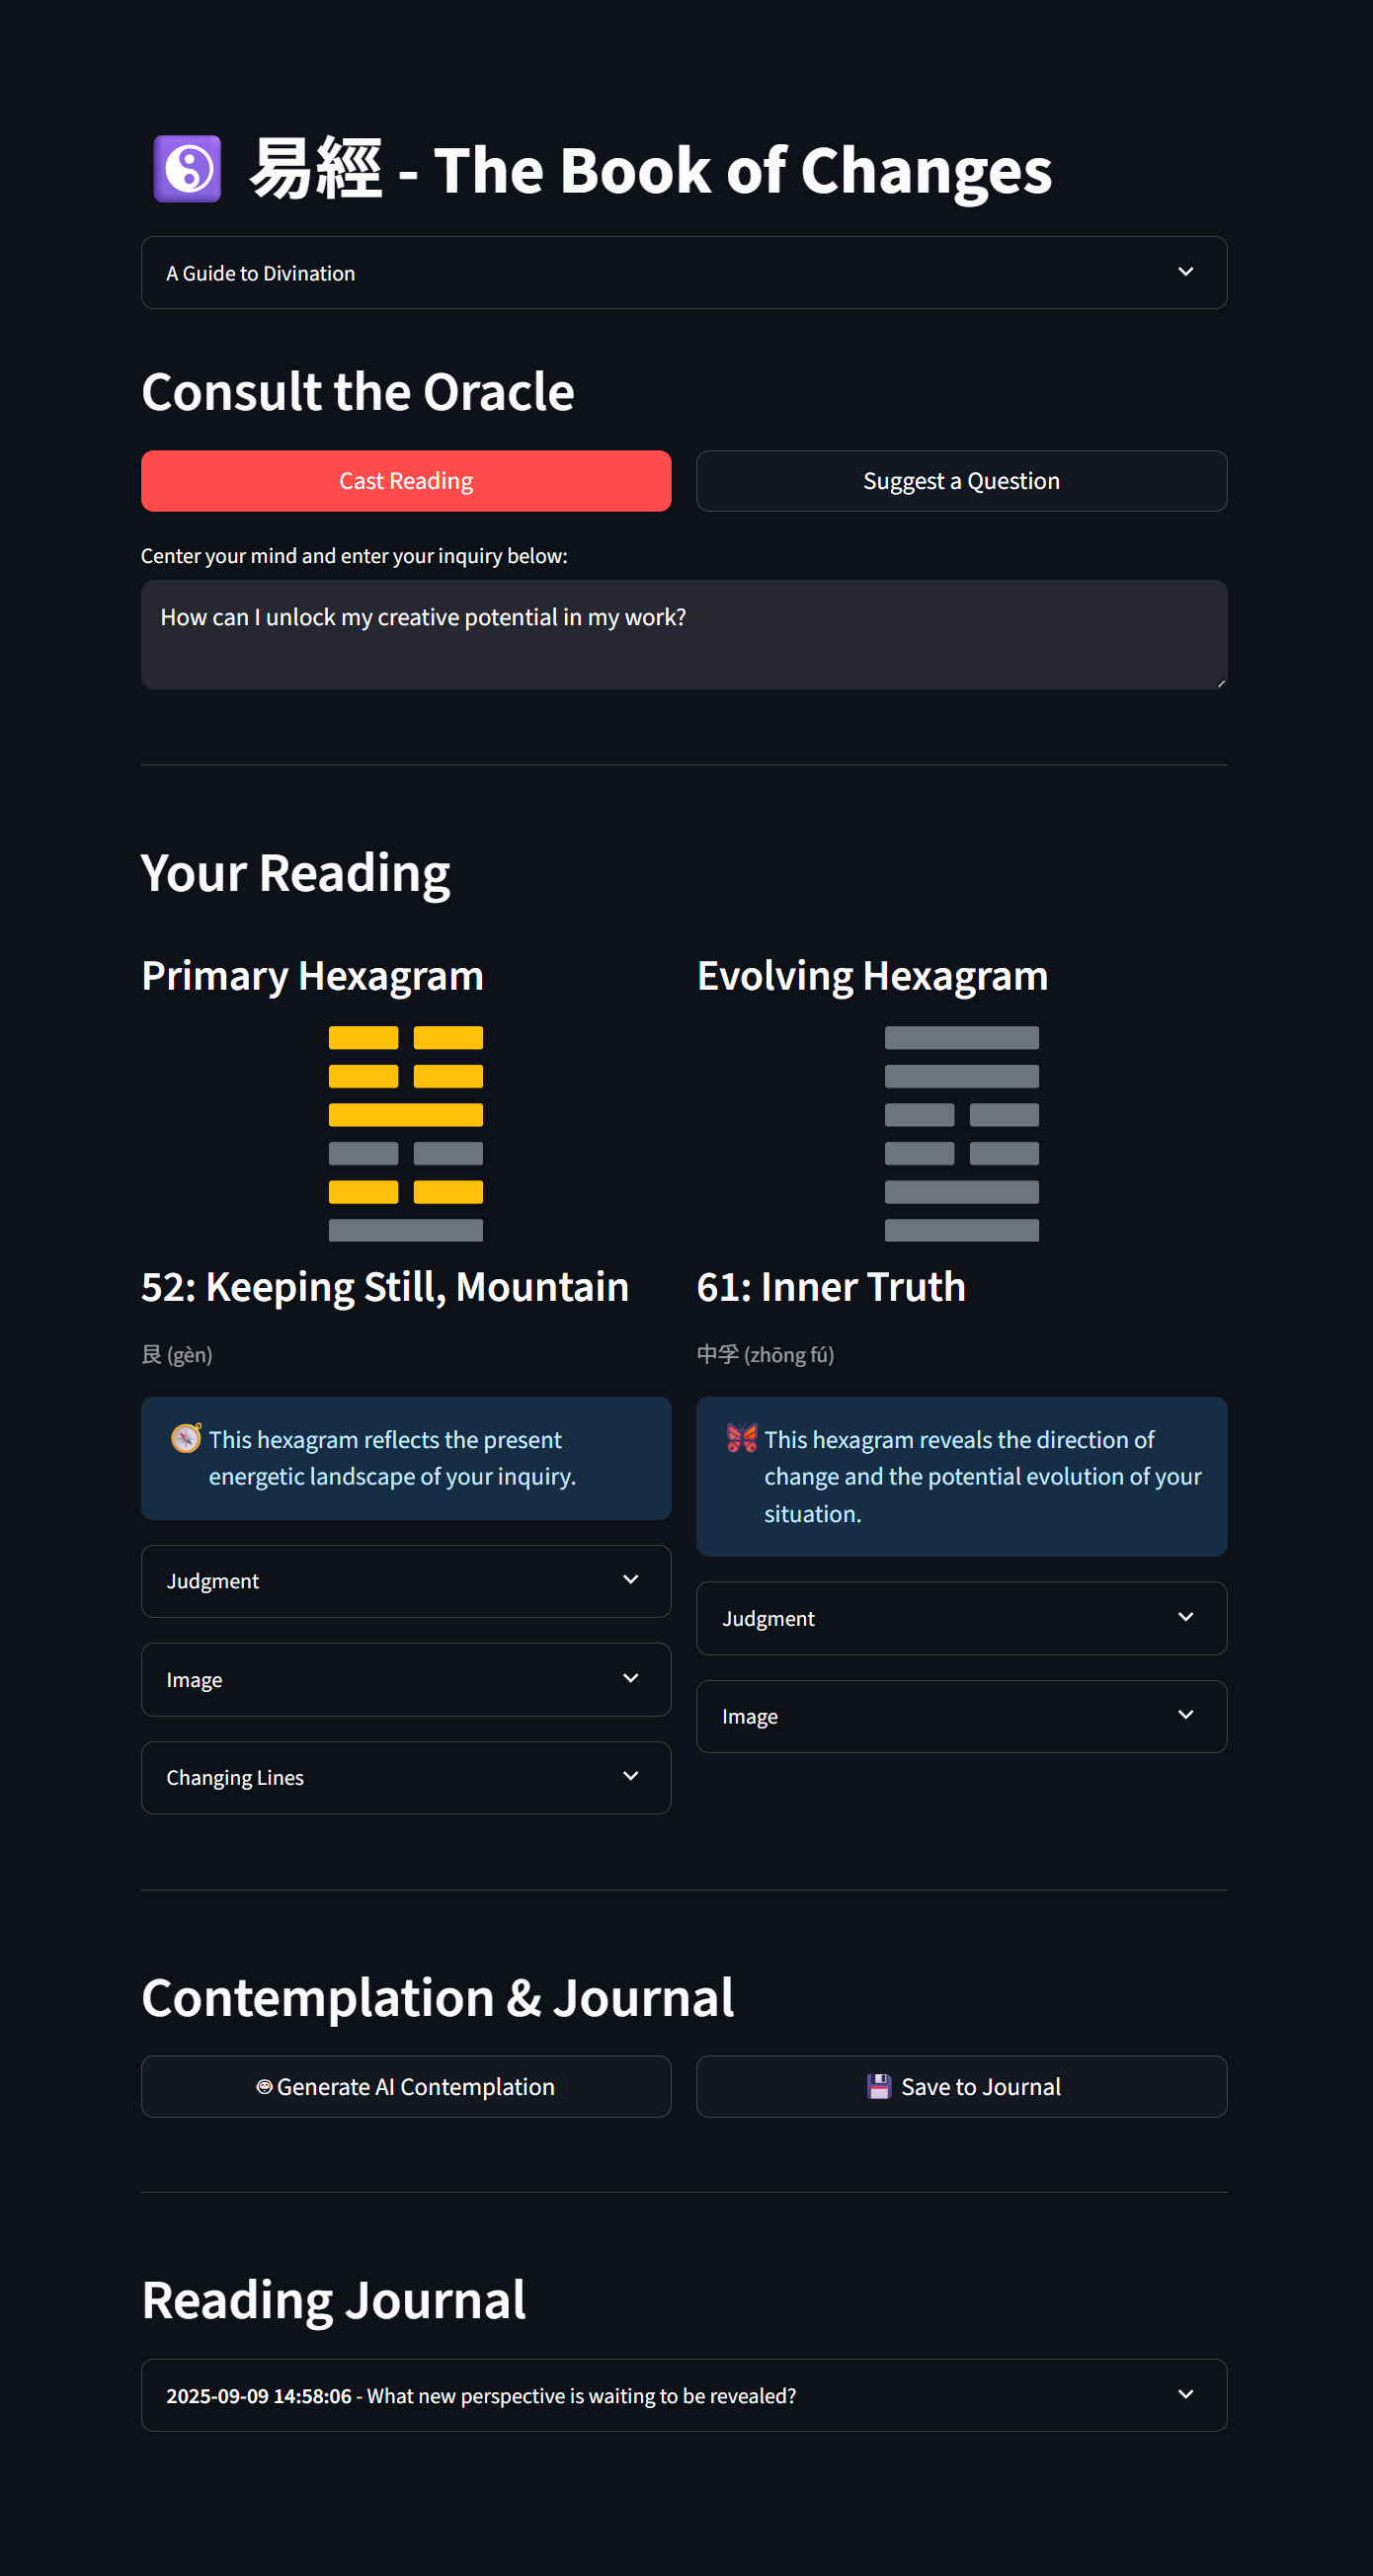 易經 - The Book of Changes
A Guide to Divination
Consult the Oracle
Cast Reading
Suggest a Question
Center your mind and enter your inquiry below:
How can I unlock my creative potential in my work?
Your Reading
Primary Hexagram
52: Keeping Still, Mountain
艮 (gèn)
This hexagram reflects the present
energetic landscape of your inquiry.
Judgment
Image
Changing Lines
Evolving Hexagram
61: Inner Truth
中孚 (zhōng fú)
This hexagram reveals the direction of
change and the potential evolution of your
situation.
Judgment
Image
Contemplation & Journal
Generate AI Contemplation
Save to Journal
Reading Journal
2025-09-09 14:58:06 - What new perspective is waiting to be revealed?